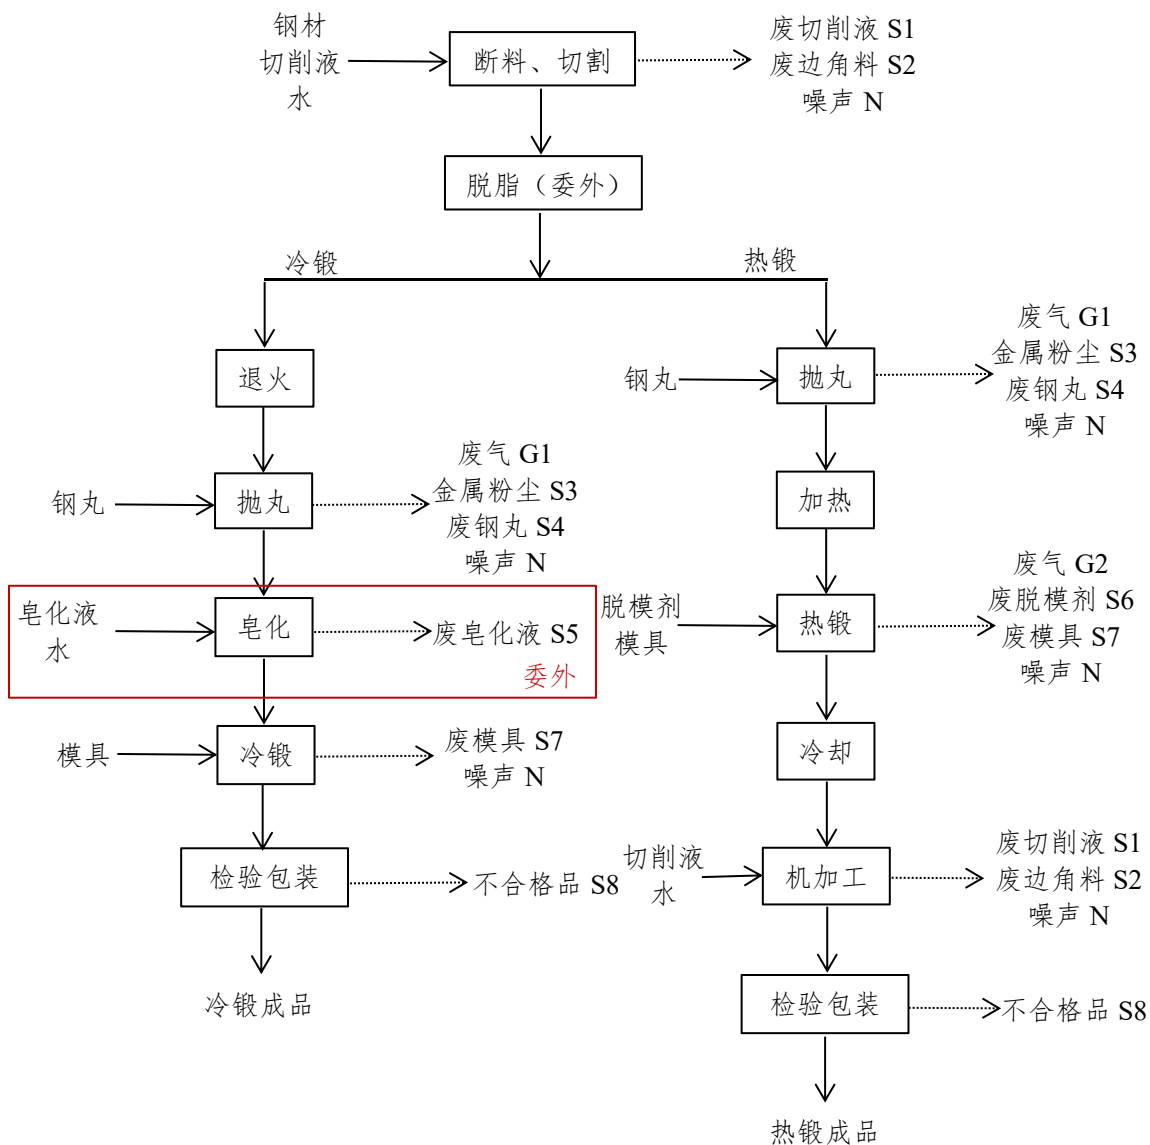 钢材
切削液
水
断料、切割
废切削液 S1
废边角料 S2
噪声 N
脱脂（委外）
冷锻
热锻
退火
钢丸
抛丸
废气 G1
金属粉尘 S3
废钢丸 S4
噪声 N
皂化液
水
皂化
废皂化液 S5
委外
模具
冷锻
废模具 S7
噪声 N
检验包装
不合格品 S8
冷锻成品
钢丸
抛丸
废气 G1
金属粉尘 S3
废钢丸 S4
噪声 N
加热
脱模剂
模具
热锻
废气 G2
废脱模剂 S6
废模具 S7
噪声 N
冷却
切削液
水
机加工
废切削液 S1
废边角料 S2
噪声 N
检验包装
不合格品 S8
热锻成品